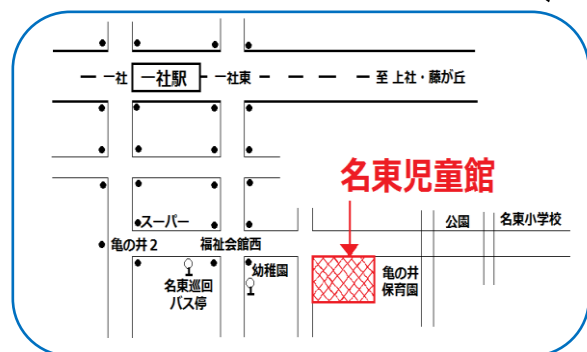 一社
一社駅
一社東
至 上社・藤が丘
名東児童館
スーパー
公園
名東小学校
亀の井2
福祉会館西
名東巡回
バス停
幼稚園
亀の井
保育園